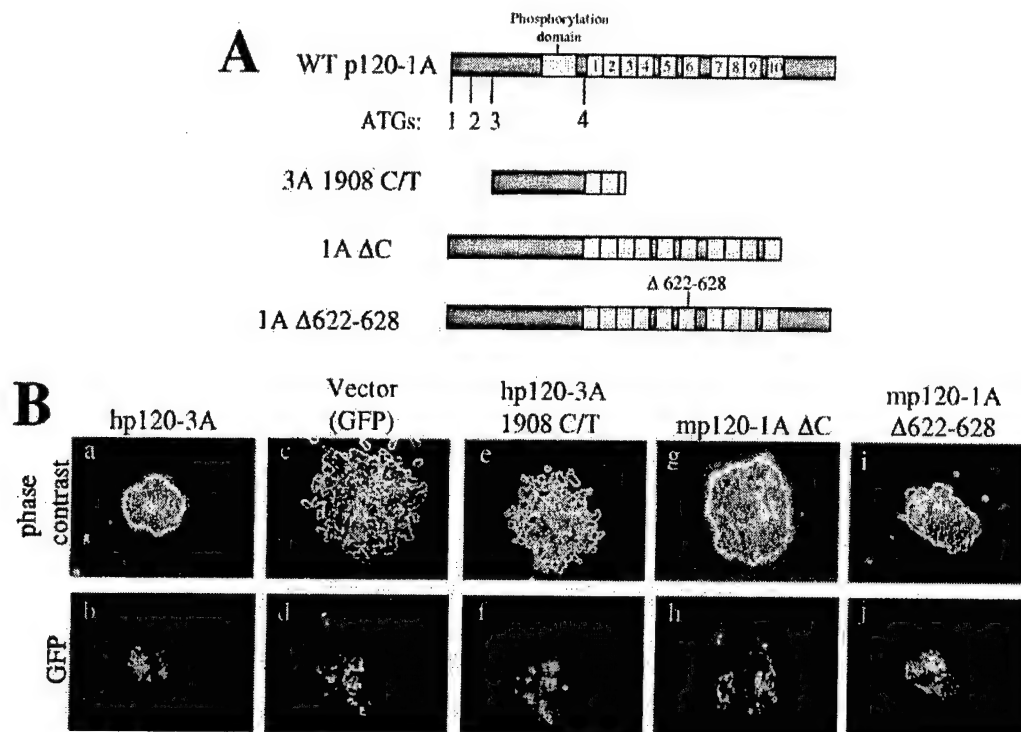 A
Phosphorylation
domain
WT p120-1A
1 2 3 4 5 6 7 8 9 10
ATGs: 1 2 3 4
3A 1908 C/T
1A ΔC
Δ 622-628
1A Δ622-628
B
hp120-3A
Vector
(GFP)
hp120-3A
1908 C/T
mp120-1A ΔC
mp120-1A
Δ622-628
phase
contrast
a c e g i
GFP
b d f h j